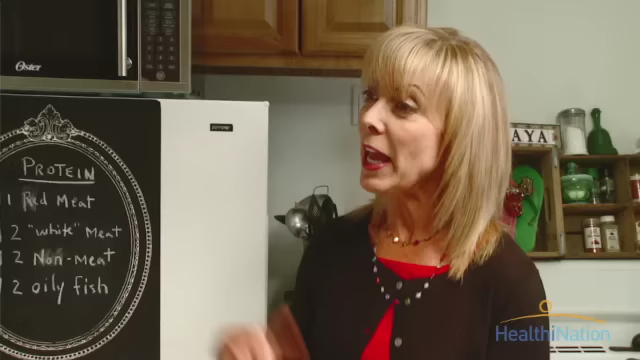 Oster
PROTEIN
1 Red Meat
2 "white" Meat
2 Non-Meat
2 oily fish
AYA
HealthiNation